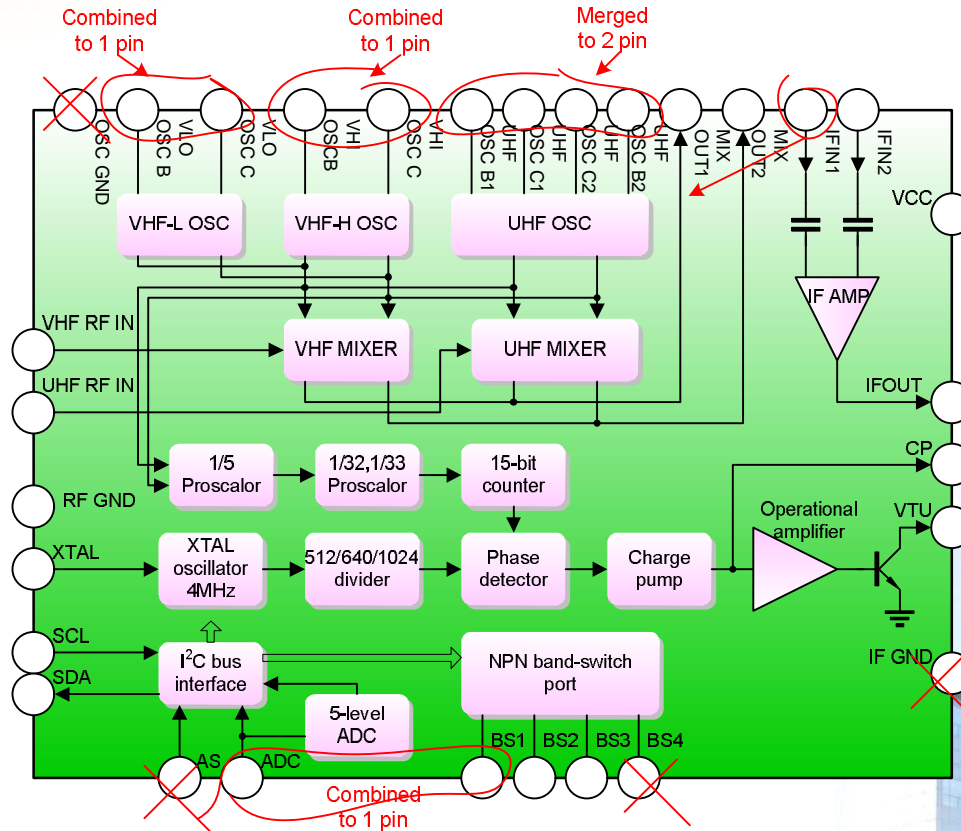 Combined
to 1 pin
Combined
to 1 pin
Merged
to 2 pin
OSC GND
VLO
OSC B
VLO
OSC C
VHI
OSCB
VHI
OSC C
UHF
OSC B1
UHF
OSC C1
UHF
OSC C2
UHF
OSC B2
MIX
OUT1
MIX
OUT2
IFIN1
IFIN2
VCC
VHF-L OSC
VHF-H OSC
UHF OSC
IF AMP
VHF RF IN
VHF MIXER
UHF MIXER
UHF RF IN
IFOUT
CP
1/5
Proscalor
1/32,1/33
Proscalor
15-bit
counter
RF GND
Operational
amplifier
VTU
XTAL
XTAL
oscillator
4MHz
512/640/1024
divider
Phase
detector
Charge
pump
SCL
SDA
I²C bus
interface
NPN band-switch
port
IF GND
5-level
ADC
AS
ADC
BS1
BS2
BS3
BS4
Combined
to 1 pin